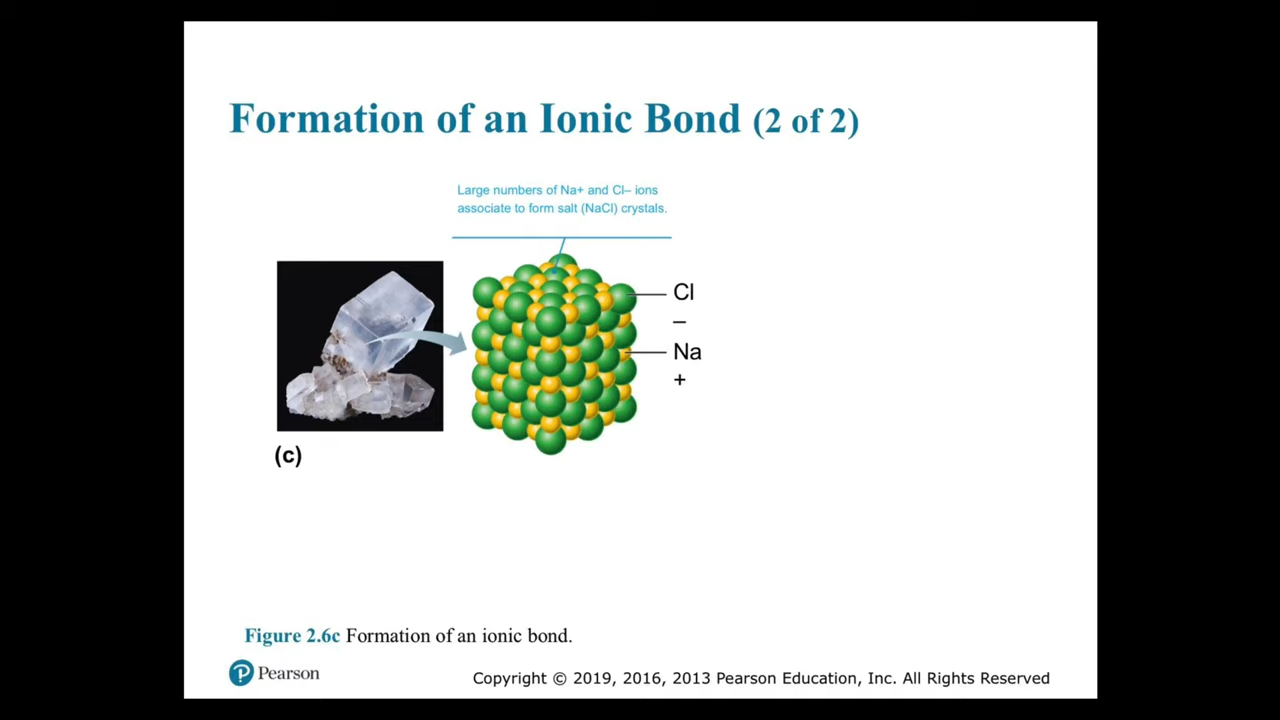 Formation of an Ionic Bond (2 of 2)
Large numbers of Na+ and Cl– ions
associate to form salt (NaCl) crystals.
Cl
–
Na
+
(c)
Figure 2.6c Formation of an ionic bond.
P Pearson
Copyright © 2019, 2016, 2013 Pearson Education, Inc. All Rights Reserved